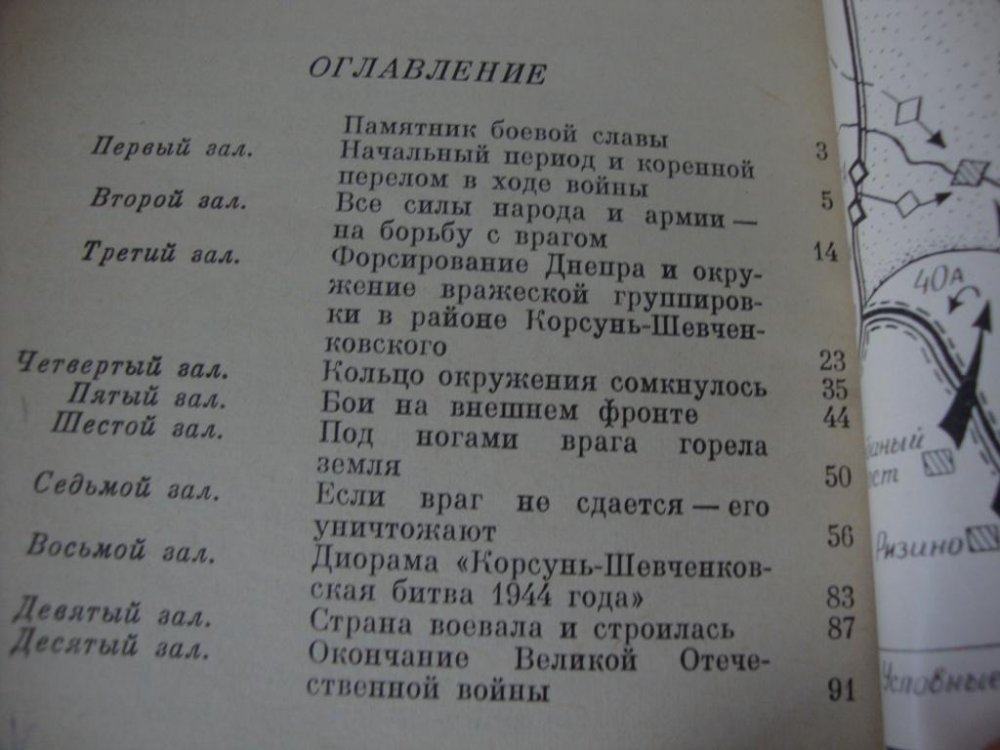 ОГЛАВЛЕНИЕ
Памятник боевой славы 3
Первый зал. Начальный период и коренной
перелом в ходе войны 5
Второй зал. Все силы народа и армии —
на борьбу с врагом 14
Третий зал. Форсирование Днепра и окру-
жение вражеской группиров-
ки в районе Корсунь-Шевчен-
ковского 23
Четвертый зал. Кольцо окружения сомкнулось 35
Пятый зал. Бои на внешнем фронте 44
Шестой зал. Под ногами врага горела
земля 50
Седьмой зал. Если враг не сдается — его
уничтожают 56
Восьмой зал. Диорама «Корсунь-Шевченков-
ская битва 1944 года» 83
Девятый зал. Страна воевала и строилась 87
Десятый зал. Окончание Великой Отече-
ственной войны 91
40А
Ризино
Условные